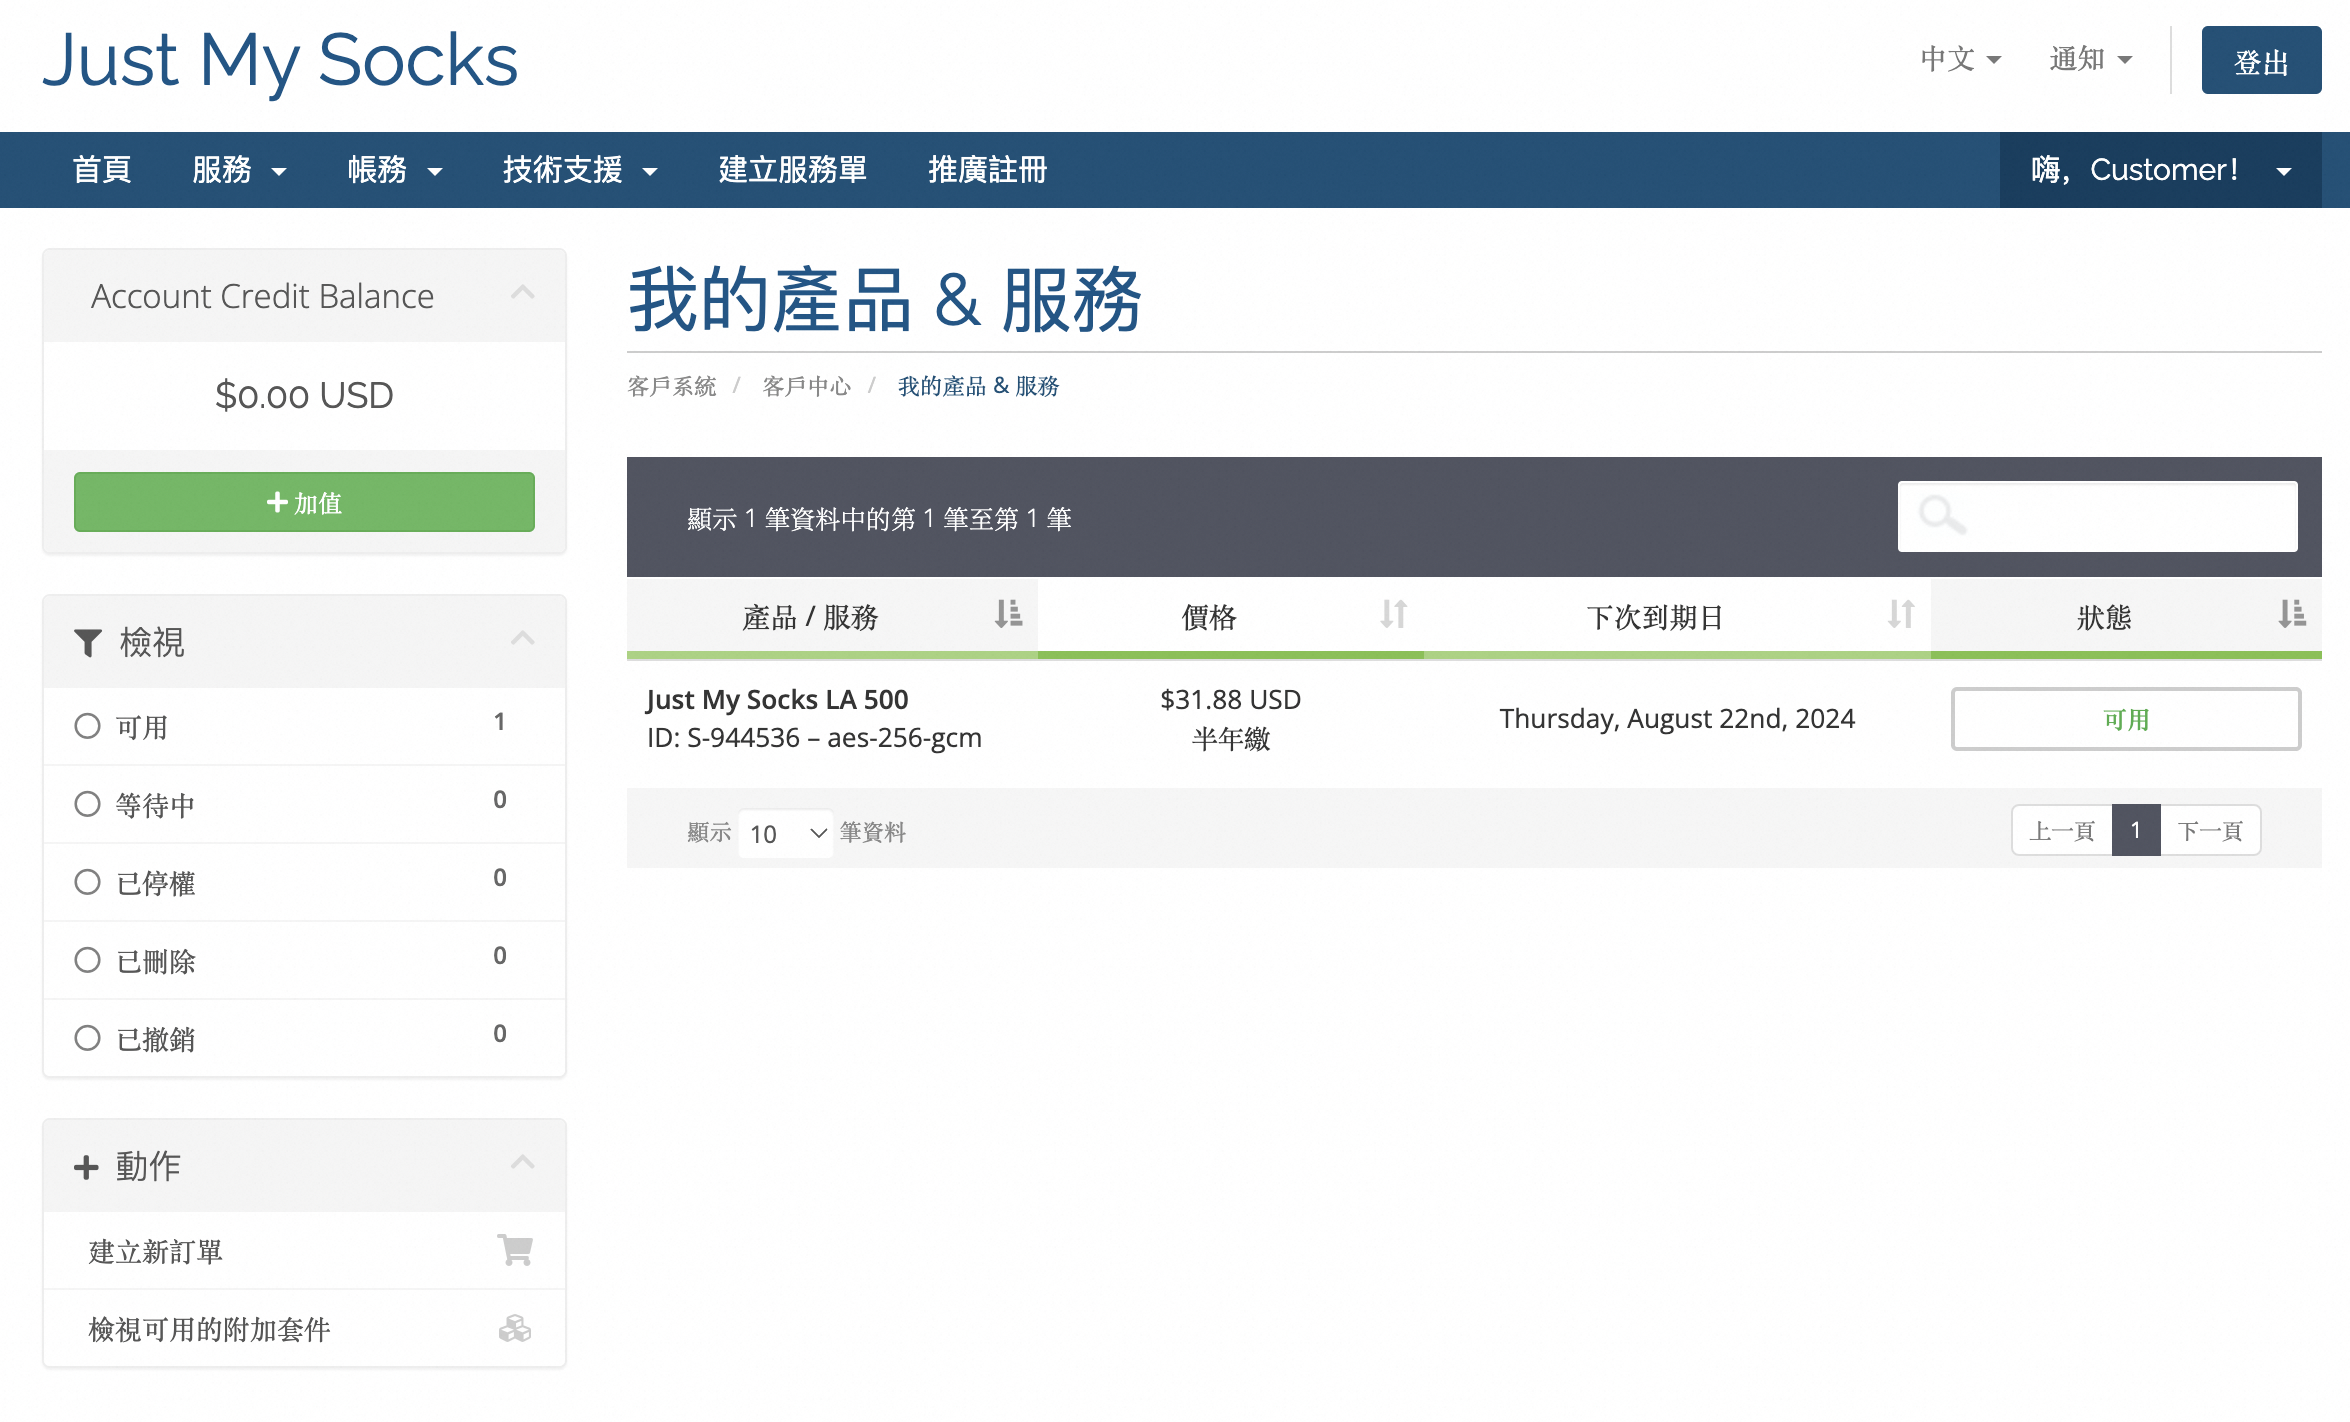 Just My Socks
中文
通知
登出
首頁
服務
帳務
技術支援
建立服務單
推廣註冊
嗨，Customer!
Account Credit Balance
$0.00 USD
加值
檢視
可用 1
等待中 0
已停權 0
已刪除 0
已撤銷 0
動作
建立新訂單
檢視可用的附加套件
我的產品 & 服務
客戶系統 / 客戶中心 / 我的產品 & 服務
顯示 1 筆資料中的第 1 筆至第 1 筆
產品 / 服務 價格 下次到期日 狀態
Just My Socks LA 500
ID: S-944536 – aes-256-gcm
$31.88 USD
半年繳
Thursday, August 22nd, 2024
可用
顯示 10 筆資料
上一頁 1 下一頁